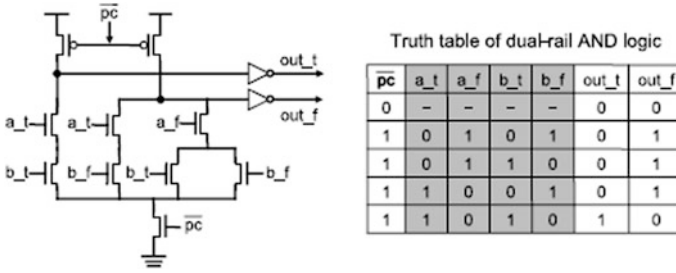 pc
out_t
out_f
a_t
a_t
a_f
b_t
b_f
b_t
b_f
pc
Truth table of dual-rail AND logic
pc a_t a_f b_t b_f out_t out_f
0 – – – – 0 0
1 0 1 0 1 0 1
1 0 1 1 0 0 1
1 1 0 0 1 0 1
1 1 0 1 0 1 0